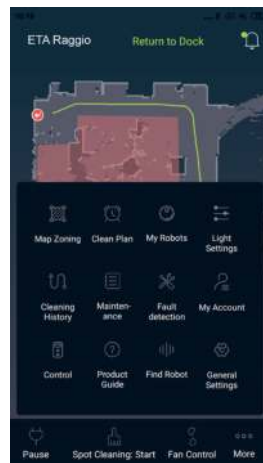 ETA Raggio
Return to Dock
Map Zoning
Clean Plan
My Robots
Light
Settings
Cleaning
History
Mainten-
ance
Fault
detection
My Account
Control
Product
Guide
Find Robot
General
Settings
Pause
Spot Cleaning: Start
Fan Control
More